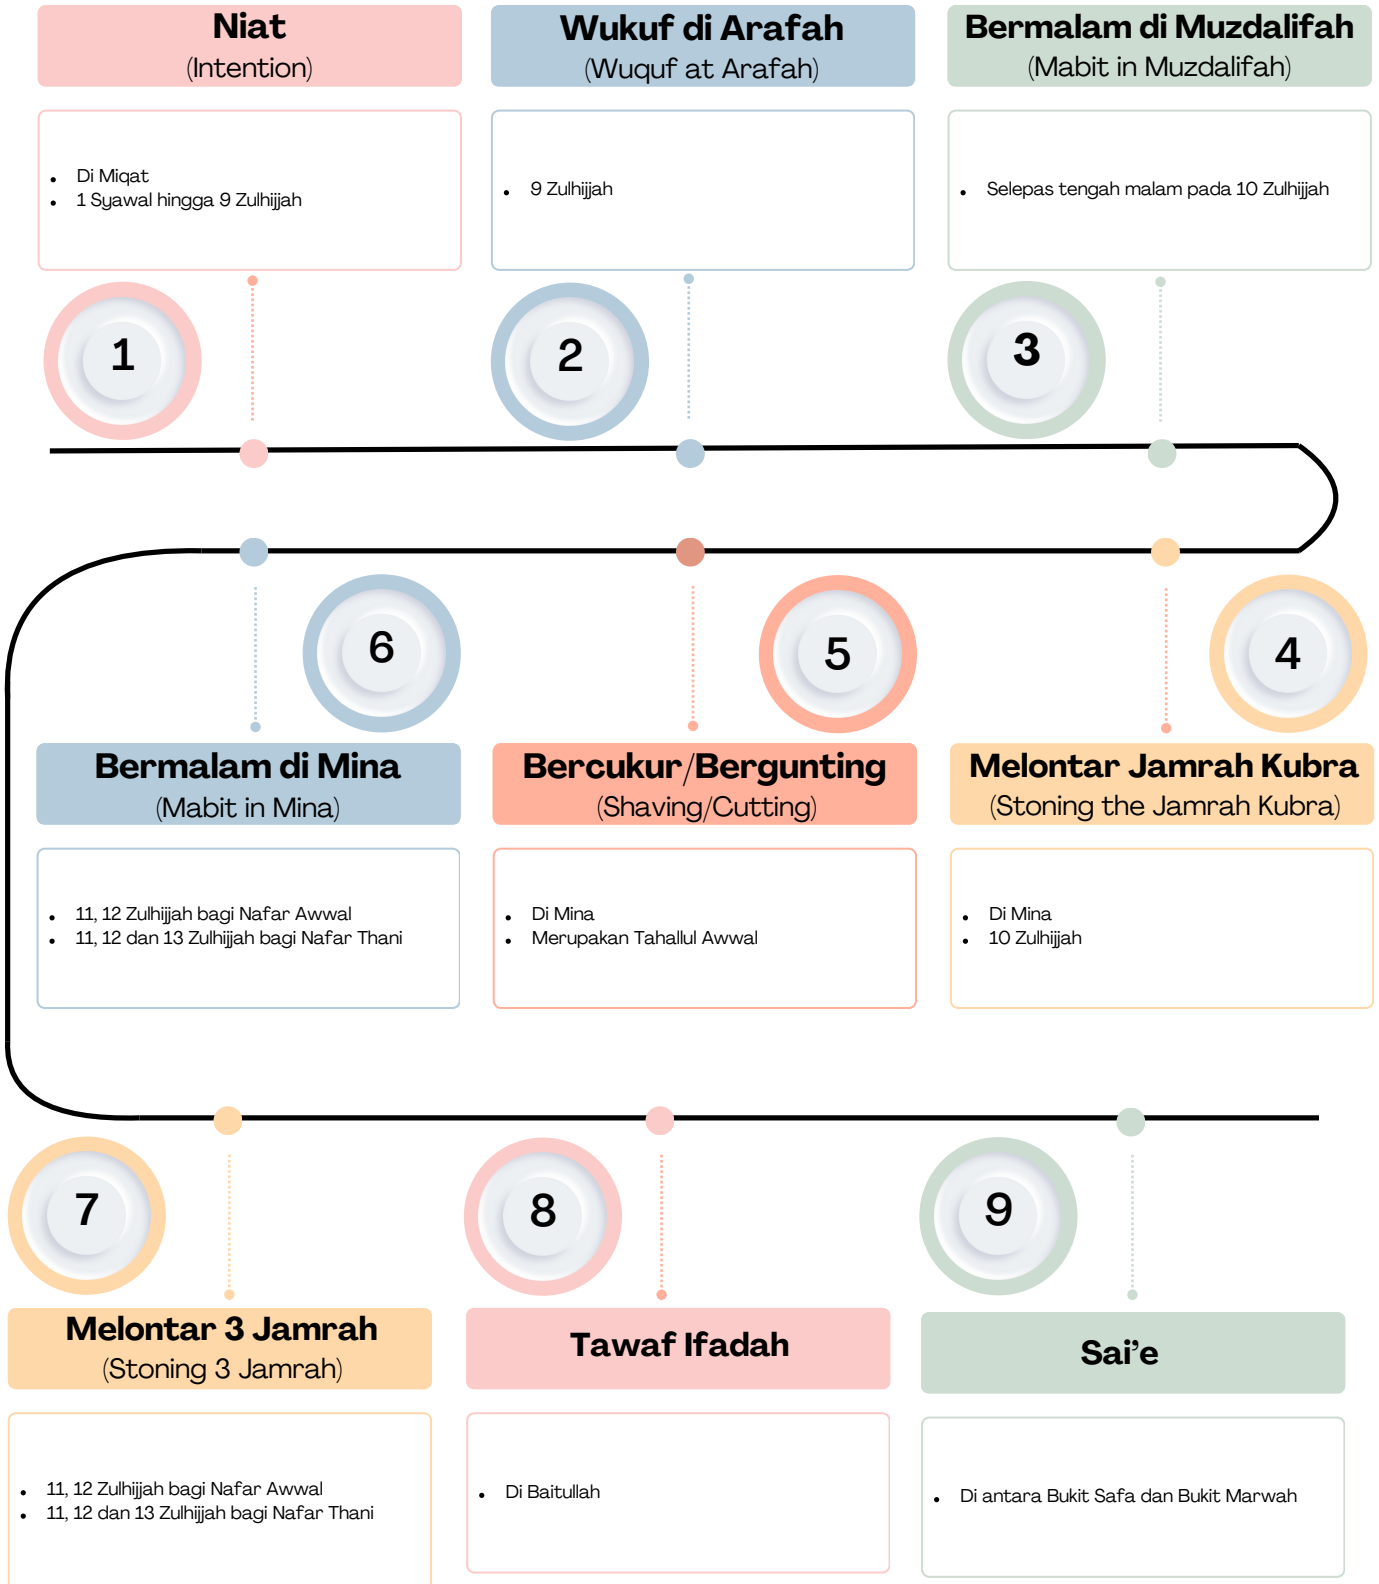 Niat
(Intention)
• Di Miqat
• 1 Syawal hingga 9 Zulhijjah
1
Wukuf di Arafah
(Wuquf at Arafah)
• 9 Zulhijjah
2
Bermalam di Muzdalifah
(Mabit in Muzdalifah)
• Selepas tengah malam pada 10 Zulhijjah
3
4
Melontar Jamrah Kubra
(Stoning the Jamrah Kubra)
• Di Mina
• 10 Zulhijjah
5
Bercukur/Bergunting
(Shaving/Cutting)
• Di Mina
• Merupakan Tahallul Awwal
6
Bermalam di Mina
(Mabit in Mina)
• 11, 12 Zulhijjah bagi Nafar Awwal
• 11, 12 dan 13 Zulhijjah bagi Nafar Thani
7
Melontar 3 Jamrah
(Stoning 3 Jamrah)
• 11, 12 Zulhijjah bagi Nafar Awwal
• 11, 12 dan 13 Zulhijjah bagi Nafar Thani
8
Tawaf Ifadah
• Di Baitullah
9
Sai’e
• Di antara Bukit Safa dan Bukit Marwah